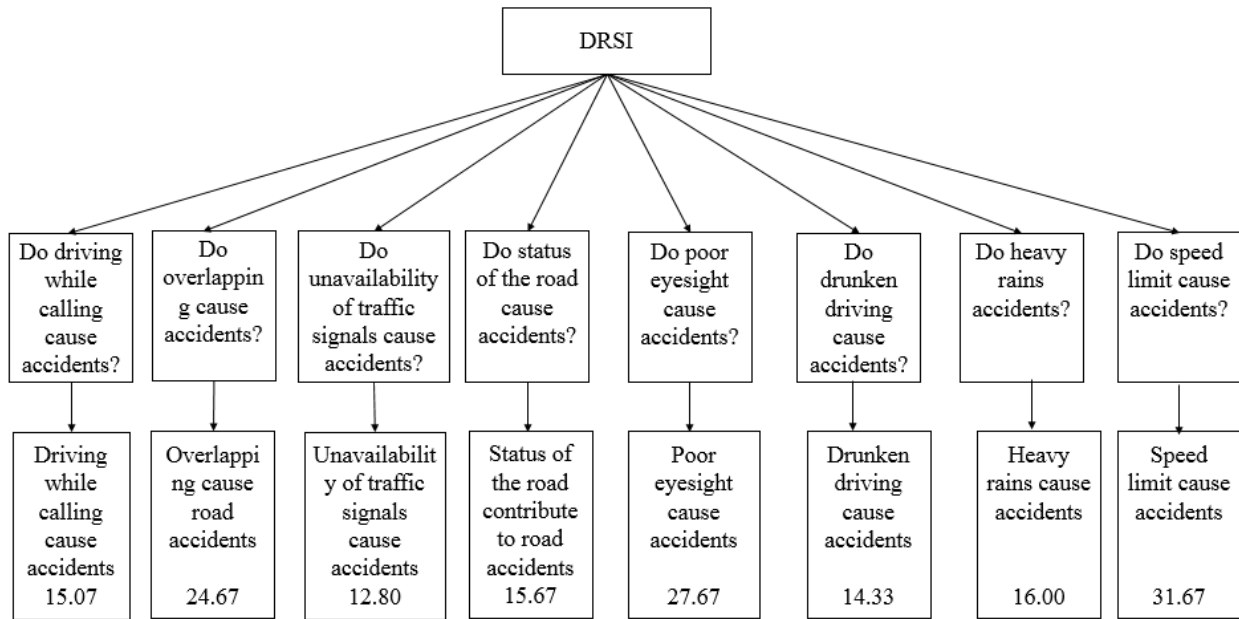 DRSI
Do driving
while
calling
cause
accidents?
Do
overlappin
g cause
accidents?
Do
unavailability
of traffic
signals cause
accidents?
Do status
of the road
cause
accidents?
Do poor
eyesight
cause
accidents?
Do
drunken
driving
cause
accidents?
Do heavy
rains
accidents?
Do speed
limit cause
accidents?
Driving
while
calling
cause
accidents
15.07
Overlappi
ng cause
road
accidents
24.67
Unavailabilit
y of traffic
signals
cause
accidents
12.80
Status of
the road
contribute
to road
accidents
15.67
Poor
eyesight
cause
accidents
27.67
Drunken
driving
cause
accidents
14.33
Heavy
rains cause
accidents
16.00
Speed
limit cause
accidents
31.67